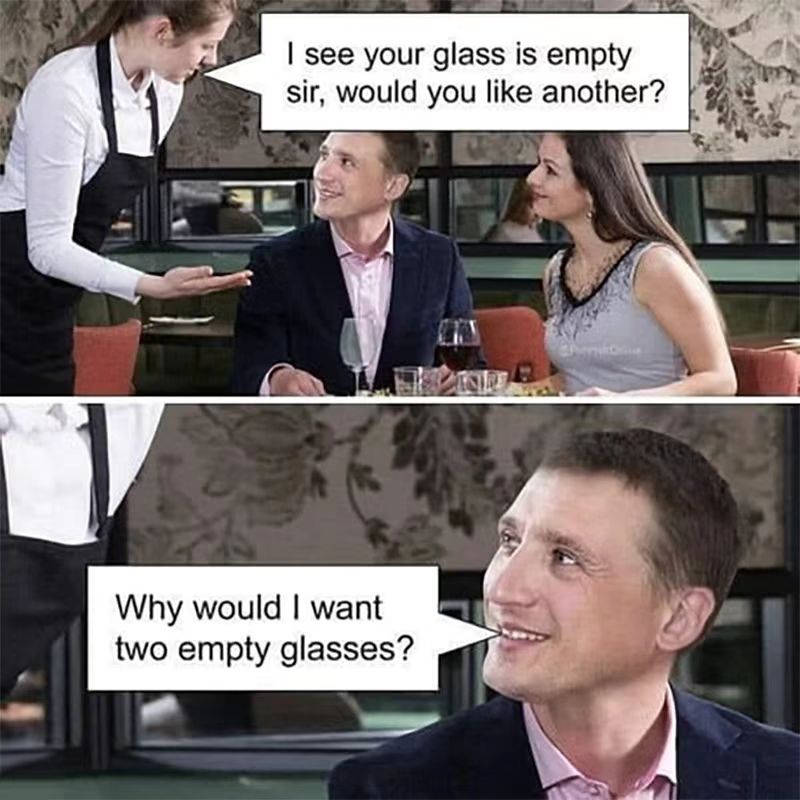 I see your glass is empty
sir, would you like another?
Why would I want
two empty glasses?